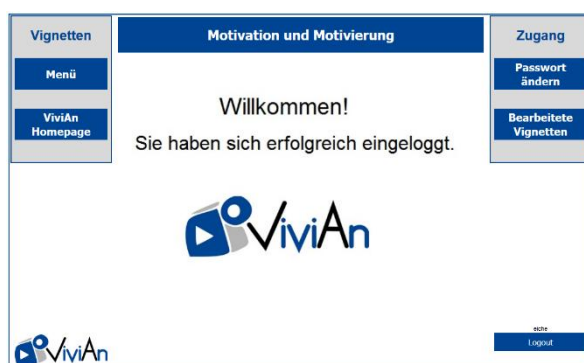 Vignetten
Motivation und Motivierung
Zugang
Menü
Passwort
ändern
ViviAn
Homepage
Bearbeitete
Vignetten
Willkommen!
Sie haben sich erfolgreich eingeloggt.
ViviAn
eiche
Logout
ViviAn